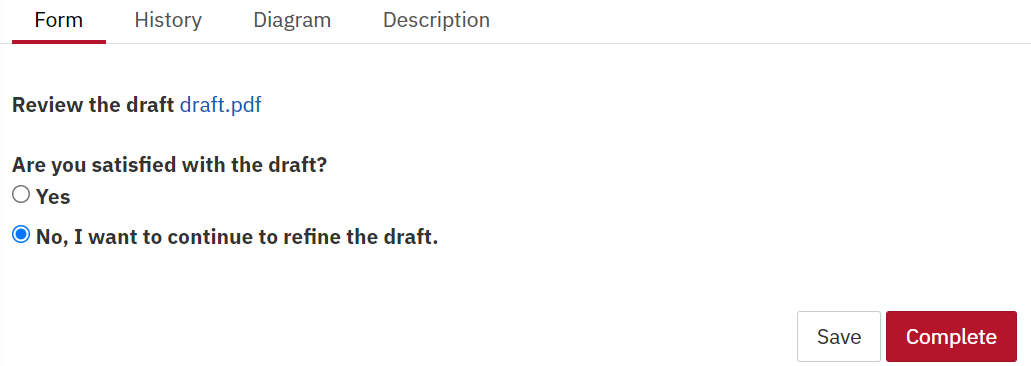 Form History Diagram Description
Review the draft draft.pdf
Are you satisfied with the draft?
Yes
No, I want to continue to refine the draft.
Save Complete